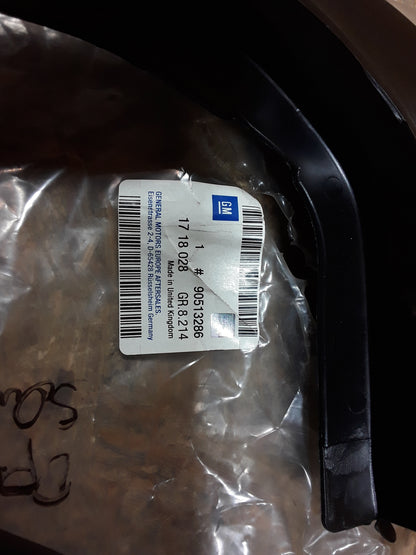 GM
1 # 90513286
17 18 028 GR.8.214
Made in United Kingdom
GENERAL MOTORS EUROPE AFTERSALES.
Eisenstrasse 2-4, D-65428 Rüsselsheim Germany